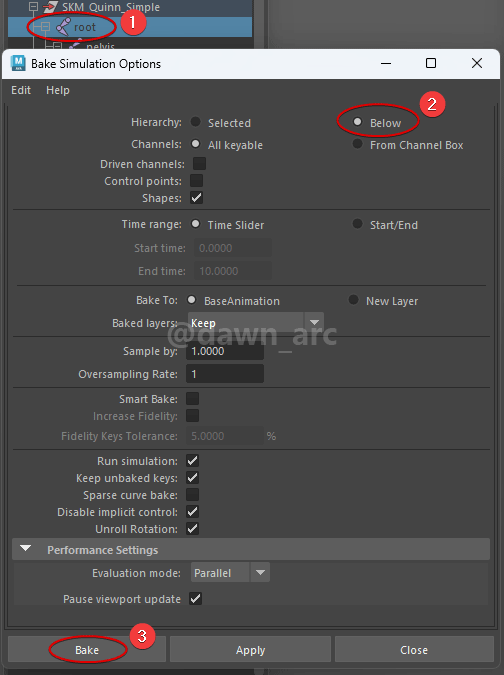 SKM_Quinn_Simple
root
1
pelvis
M
Bake Simulation Options
Edit Help
2
Hierarchy: Selected Below
Channels: All keyable From Channel Box
Driven channels:
Control points:
Shapes:
Time range: Time Slider Start/End
Start time: 0.0000
End time: 10.0000
Bake To: BaseAnimation New Layer
Baked layers: Keep
@dawn_arc
Sample by: 1.0000
Oversampling Rate: 1
Smart Bake:
Increase Fidelity:
Fidelity Keys Tolerance: 5.0000 %
Run simulation:
Keep unbaked keys:
Sparse curve bake:
Disable implicit control:
Unroll Rotation:
Performance Settings
Evaluation mode: Parallel
Pause viewport update
3
Bake Apply Close